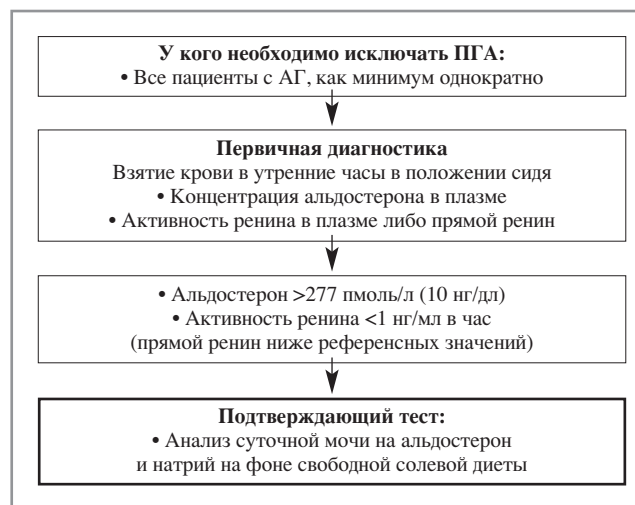 У кого необходимо исключать ПГА:
• Все пациенты с АГ, как минимум однократно
Первичная диагностика
Взятие крови в утренние часы в положении сидя
• Концентрация альдостерона в плазме
• Активность ренина в плазме либо прямой ренин
• Альдостерон >277 пмоль/л (10 нг/дл)
• Активность ренина <1 нг/мл в час
(прямой ренин ниже референсных значений)
Подтверждающий тест:
• Анализ суточной мочи на альдостерон
и натрий на фоне свободной солевой диеты